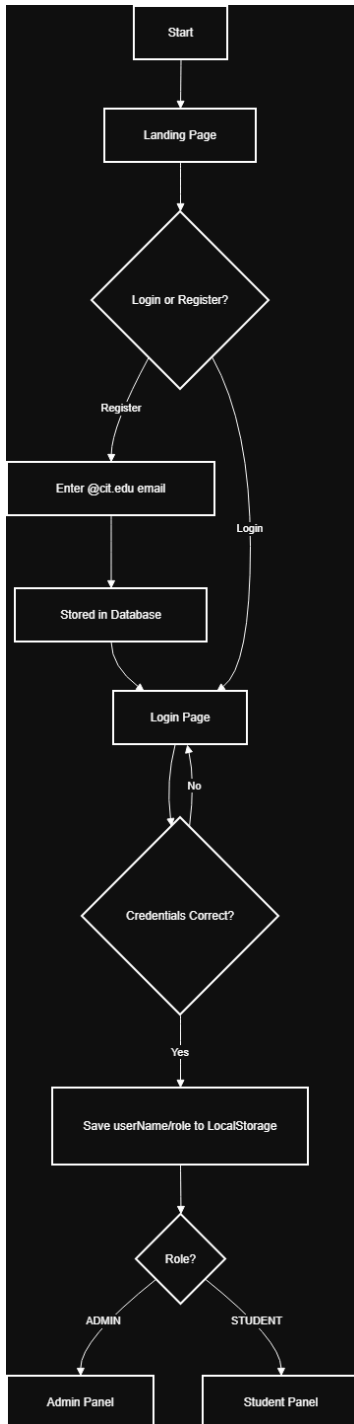 Start
Landing Page
Login or Register?
Register
Enter @cit.edu email
Login
Stored in Database
Login Page
No
Credentials Correct?
Yes
Save userName/role to LocalStorage
Role?
ADMIN
STUDENT
Admin Panel
Student Panel